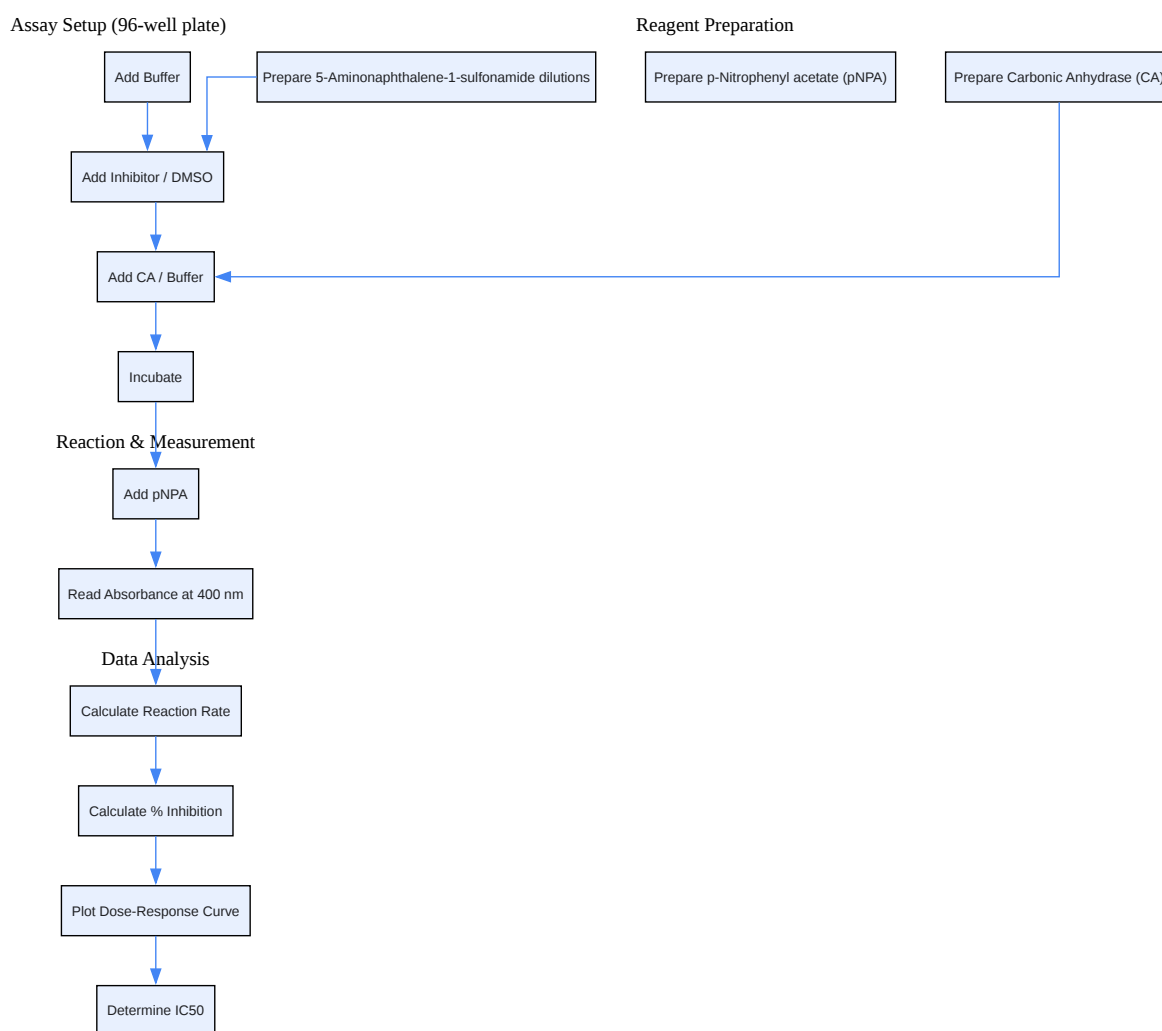 Assay Setup (96-well plate)
Reagent Preparation
Add Buffer
Prepare 5-Aminonaphthalene-1-sulfonamide dilutions
Prepare p-Nitrophenyl acetate (pNPA)
Prepare Carbonic Anhydrase (CA)
Add Inhibitor / DMSO
Add CA / Buffer
Incubate
Reaction & Measurement
Add pNPA
Read Absorbance at 400 nm
Data Analysis
Calculate Reaction Rate
Calculate % Inhibition
Plot Dose-Response Curve
Determine IC50